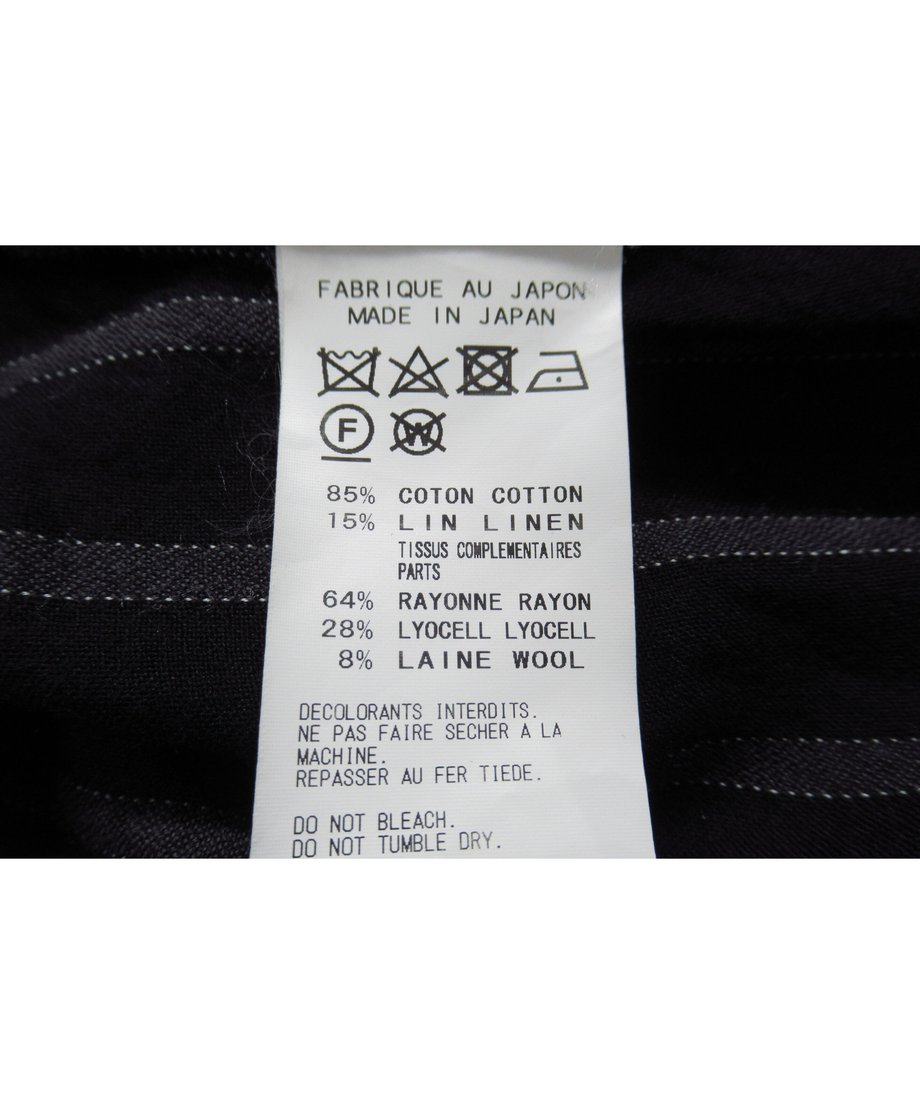 FABRIQUE AU JAPON
MADE IN JAPAN
F W
85% COTON COTTON
15% LIN LINEN
TISSUS COMPLEMENTAIRES
PARTS
64% RAYONNE RAYON
28% LYOCELL LYOCELL
8% LAINE WOOL
DECOLORANTS INTERDITS.
NE PAS FAIRE SECHER A LA
MACHINE.
REPASSER AU FER TIEDE.
DO NOT BLEACH.
DO NOT TUMBLE DRY.